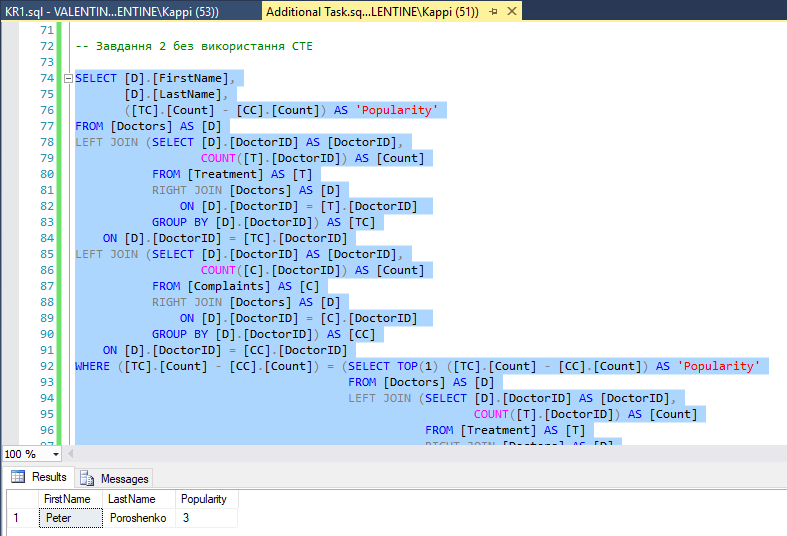 KR1.sql - VALENTIN...ENTINE\Kappi (53))
Additional Task.sq...LENTINE\Kappi (51))
71
72 -- Завдання 2 без використання CTE
73
74 SELECT [D].[FirstName],
75 [D].[LastName],
76 ([TC].[Count] - [CC].[Count]) AS 'Popularity'
77 FROM [Doctors] AS [D]
78 LEFT JOIN (SELECT [D].[DoctorID] AS [DoctorID],
79 COUNT([T].[DoctorID]) AS [Count]
80 FROM [Treatment] AS [T]
81 RIGHT JOIN [Doctors] AS [D]
82 ON [D].[DoctorID] = [T].[DoctorID]
83 GROUP BY [D].[DoctorID]) AS [TC]
84 ON [D].[DoctorID] = [TC].[DoctorID]
85 LEFT JOIN (SELECT [D].[DoctorID] AS [DoctorID],
86 COUNT([C].[DoctorID]) AS [Count]
87 FROM [Complaints] AS [C]
88 RIGHT JOIN [Doctors] AS [D]
89 ON [D].[DoctorID] = [C].[DoctorID]
90 GROUP BY [D].[DoctorID]) AS [CC]
91 ON [D].[DoctorID] = [CC].[DoctorID]
92 WHERE ([TC].[Count] - [CC].[Count]) = (SELECT TOP(1) ([TC].[Count] - [CC].[Count]) AS 'Popularity'
93 FROM [Doctors] AS [D]
94 LEFT JOIN (SELECT [D].[DoctorID] AS [DoctorID],
95 COUNT([T].[DoctorID]) AS [Count]
96 FROM [Treatment] AS [T]
97 RIGHT JOIN [Doctors] AS [D]
100 %
Results Messages
FirstName LastName Popularity
1 Peter Poroshenko 3